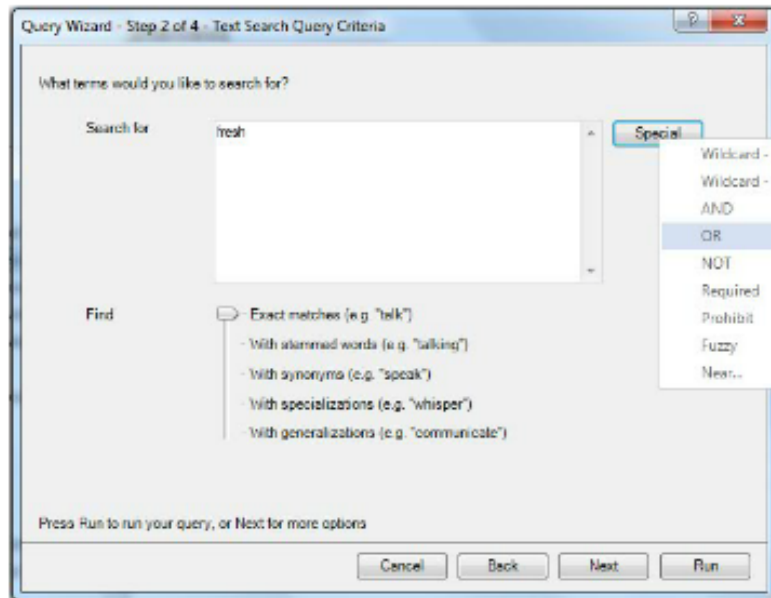 Query Wizard - Step 2 of 4 - Text Search Query Criteria
What terms would you like to search for?
Search for
fresh
Special
Wildcard -
Wildcard -
AND
OR
NOT
Required
Prohibit
Fuzzy
Near...
Find
Exact matches (e.g. "talk")
With stemmed words (e.g. "talking")
With synonyms (e.g. "speak")
With specializations (e.g. "whisper")
With generalizations (e.g. "communicate")
Press Run to run your query, or Next for more options
Cancel Back Next Run